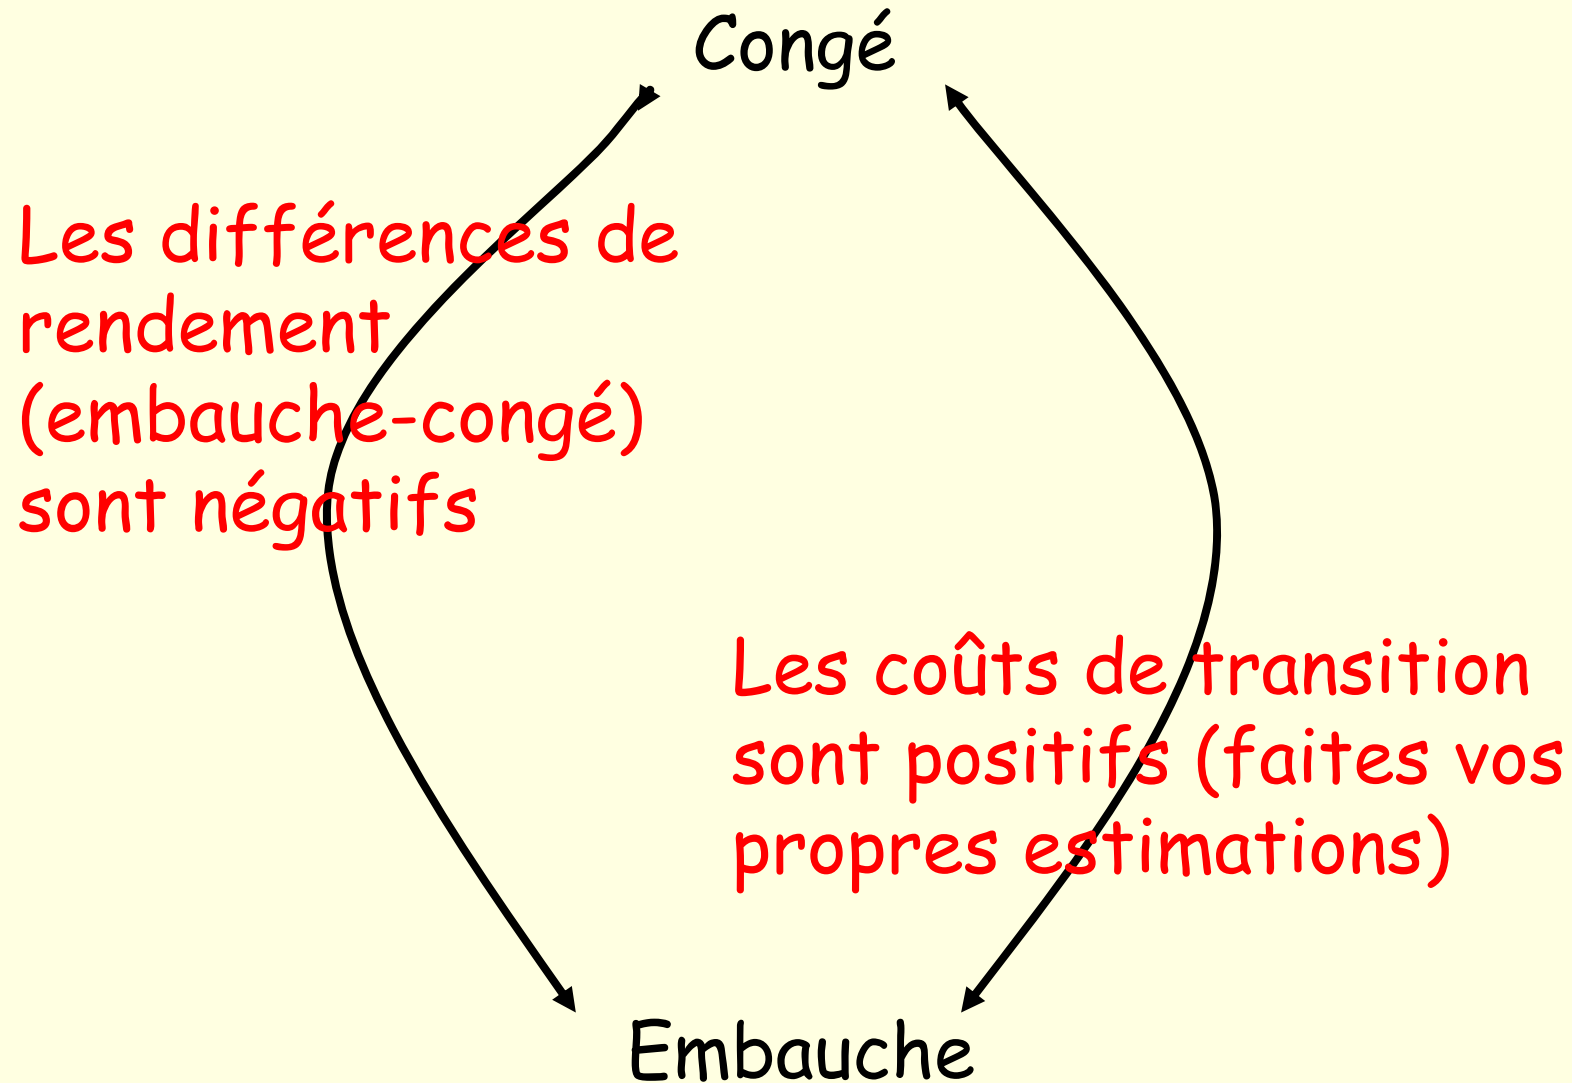 Congé
Les différences de
rendement
(embauche-congé)
sont négatifs
Les coûts de transition
sont positifs (faites vos
propres estimations)
Embauche